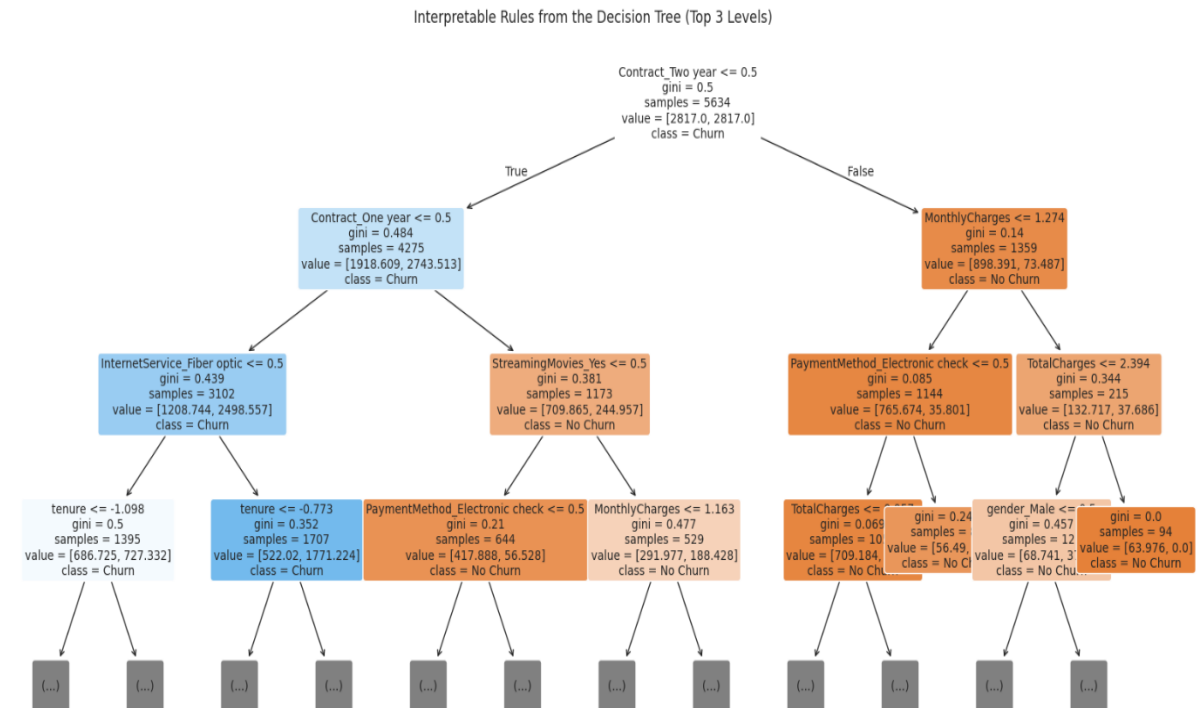 Interpretable Rules from the Decision Tree (Top 3 Levels)
Contract_Two year <= 0.5
gini = 0.5
samples = 5634
value = [2817.0, 2817.0]
class = Churn
True
False
Contract_One year <= 0.5
gini = 0.484
samples = 4275
value = [1918.609, 2743.513]
class = Churn
MonthlyCharges <= 1.274
gini = 0.14
samples = 1359
value = [898.391, 73.487]
class = No Churn
InternetService_Fiber optic <= 0.5
gini = 0.439
samples = 3102
value = [1208.744, 2498.557]
class = Churn
StreamingMovies_Yes <= 0.5
gini = 0.381
samples = 1173
value = [709.865, 244.957]
class = No Churn
PaymentMethod_Electronic check <= 0.5
gini = 0.085
samples = 1144
value = [765.674, 35.801]
class = No Churn
TotalCharges <= 2.394
gini = 0.344
samples = 215
value = [132.717, 37.686]
class = No Churn
tenure <= -1.098
gini = 0.5
samples = 1395
value = [686.725, 727.332]
class = Churn
tenure <= -0.773
gini = 0.352
samples = 1707
value = [522.02, 1771.224]
class = Churn
PaymentMethod_Electronic check <= 0.5
gini = 0.21
samples = 644
value = [417.888, 56.528]
class = No Churn
MonthlyCharges <= 1.163
gini = 0.477
samples = 529
value = [291.977, 188.428]
class = No Churn
TotalCharges <=
gini = 0.069
samples =
value = [709.184,
class = No
gini =
samples =
value = [56.49,
class = No
gender_Male <=
gini = 0.457
samples =
value = [68.741,
class = No
gini = 0.0
samples = 94
value = [63.976, 0.0]
class = No Churn
(...)
(...)
(...)
(...)
(...)
(...)
(...)
(...)
(...)
(...)
(...)
(...)